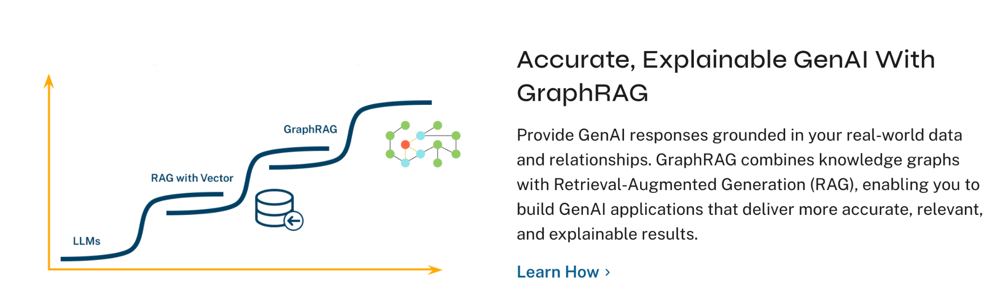 Accurate, Explainable GenAI With
GraphRAG
GraphRAG
Provide GenAI responses grounded in your real-world data
and relationships. GraphRAG combines knowledge graphs
RAG with Vector
with Retrieval-Augmented Generation (RAG), enabling you to
build GenAI applications that deliver more accurate, relevant,
LLMs
and explainable results.
Learn How ›